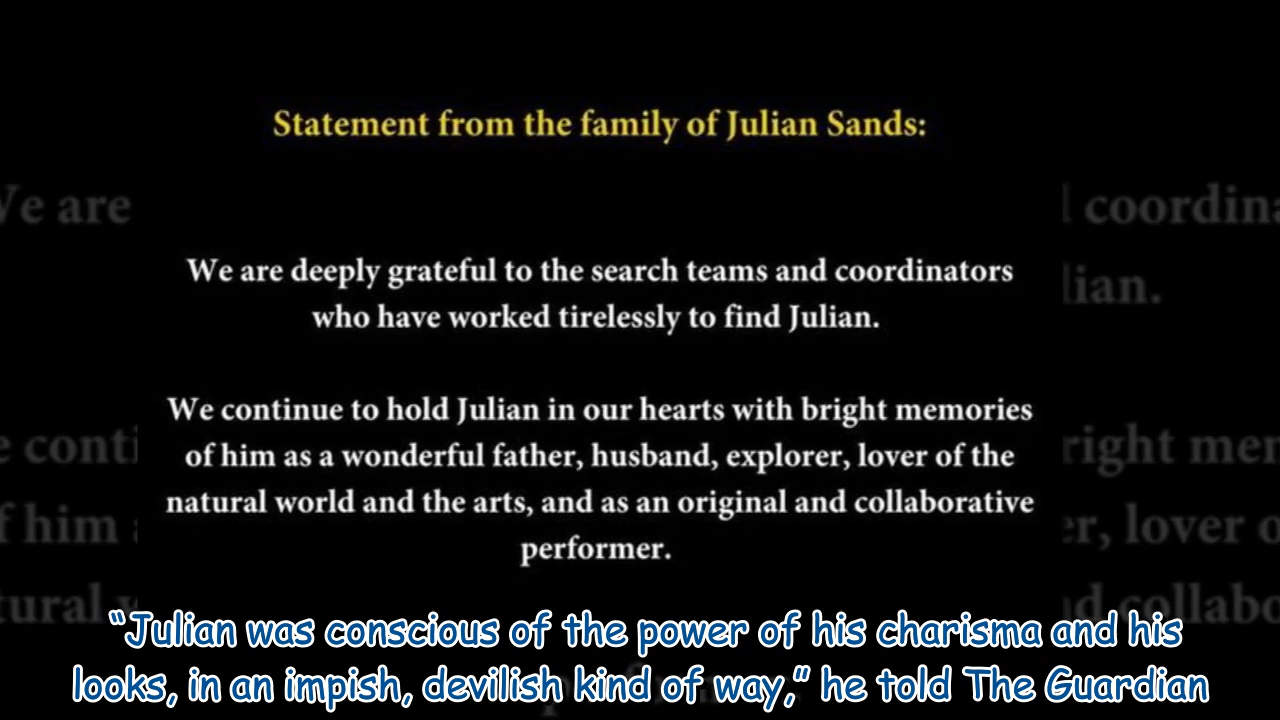 Statement from the family of Julian Sands:
We are deeply grateful to the search teams and coordinators
who have worked tirelessly to find Julian.
We continue to hold Julian in our hearts with bright memories
of him as a wonderful father, husband, explorer, lover of the
natural world and the arts, and as an original and collaborative
performer.
“Julian was conscious of the power of his charisma and his
looks, in an impish, devilish kind of way,” he told The Guardian